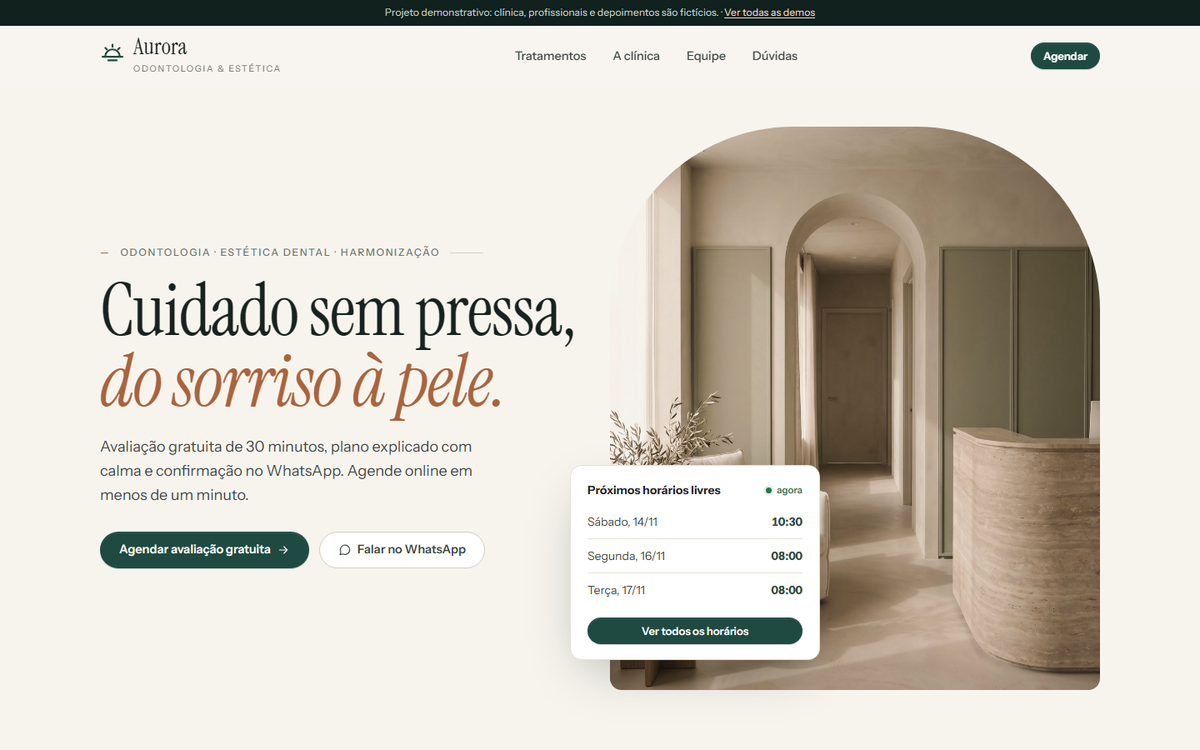 Projeto demonstrativo: clínica, profissionais e depoimentos são fictícios. · Ver todas as demos
Aurora
ODONTOLOGIA & ESTÉTICA
Tratamentos
A clínica
Equipe
Dúvidas
Agendar
ODONTOLOGIA · ESTÉTICA DENTAL · HARMONIZAÇÃO
Cuidado sem pressa,
do sorriso à pele.
Avaliação gratuita de 30 minutos, plano explicado com
calma e confirmação no WhatsApp. Agende online em
menos de um minuto.
Agendar avaliação gratuita →
Falar no WhatsApp
Próximos horários livres
agora
Sábado, 14/11 10:30
Segunda, 16/11 08:00
Terça, 17/11 08:00
Ver todos os horários